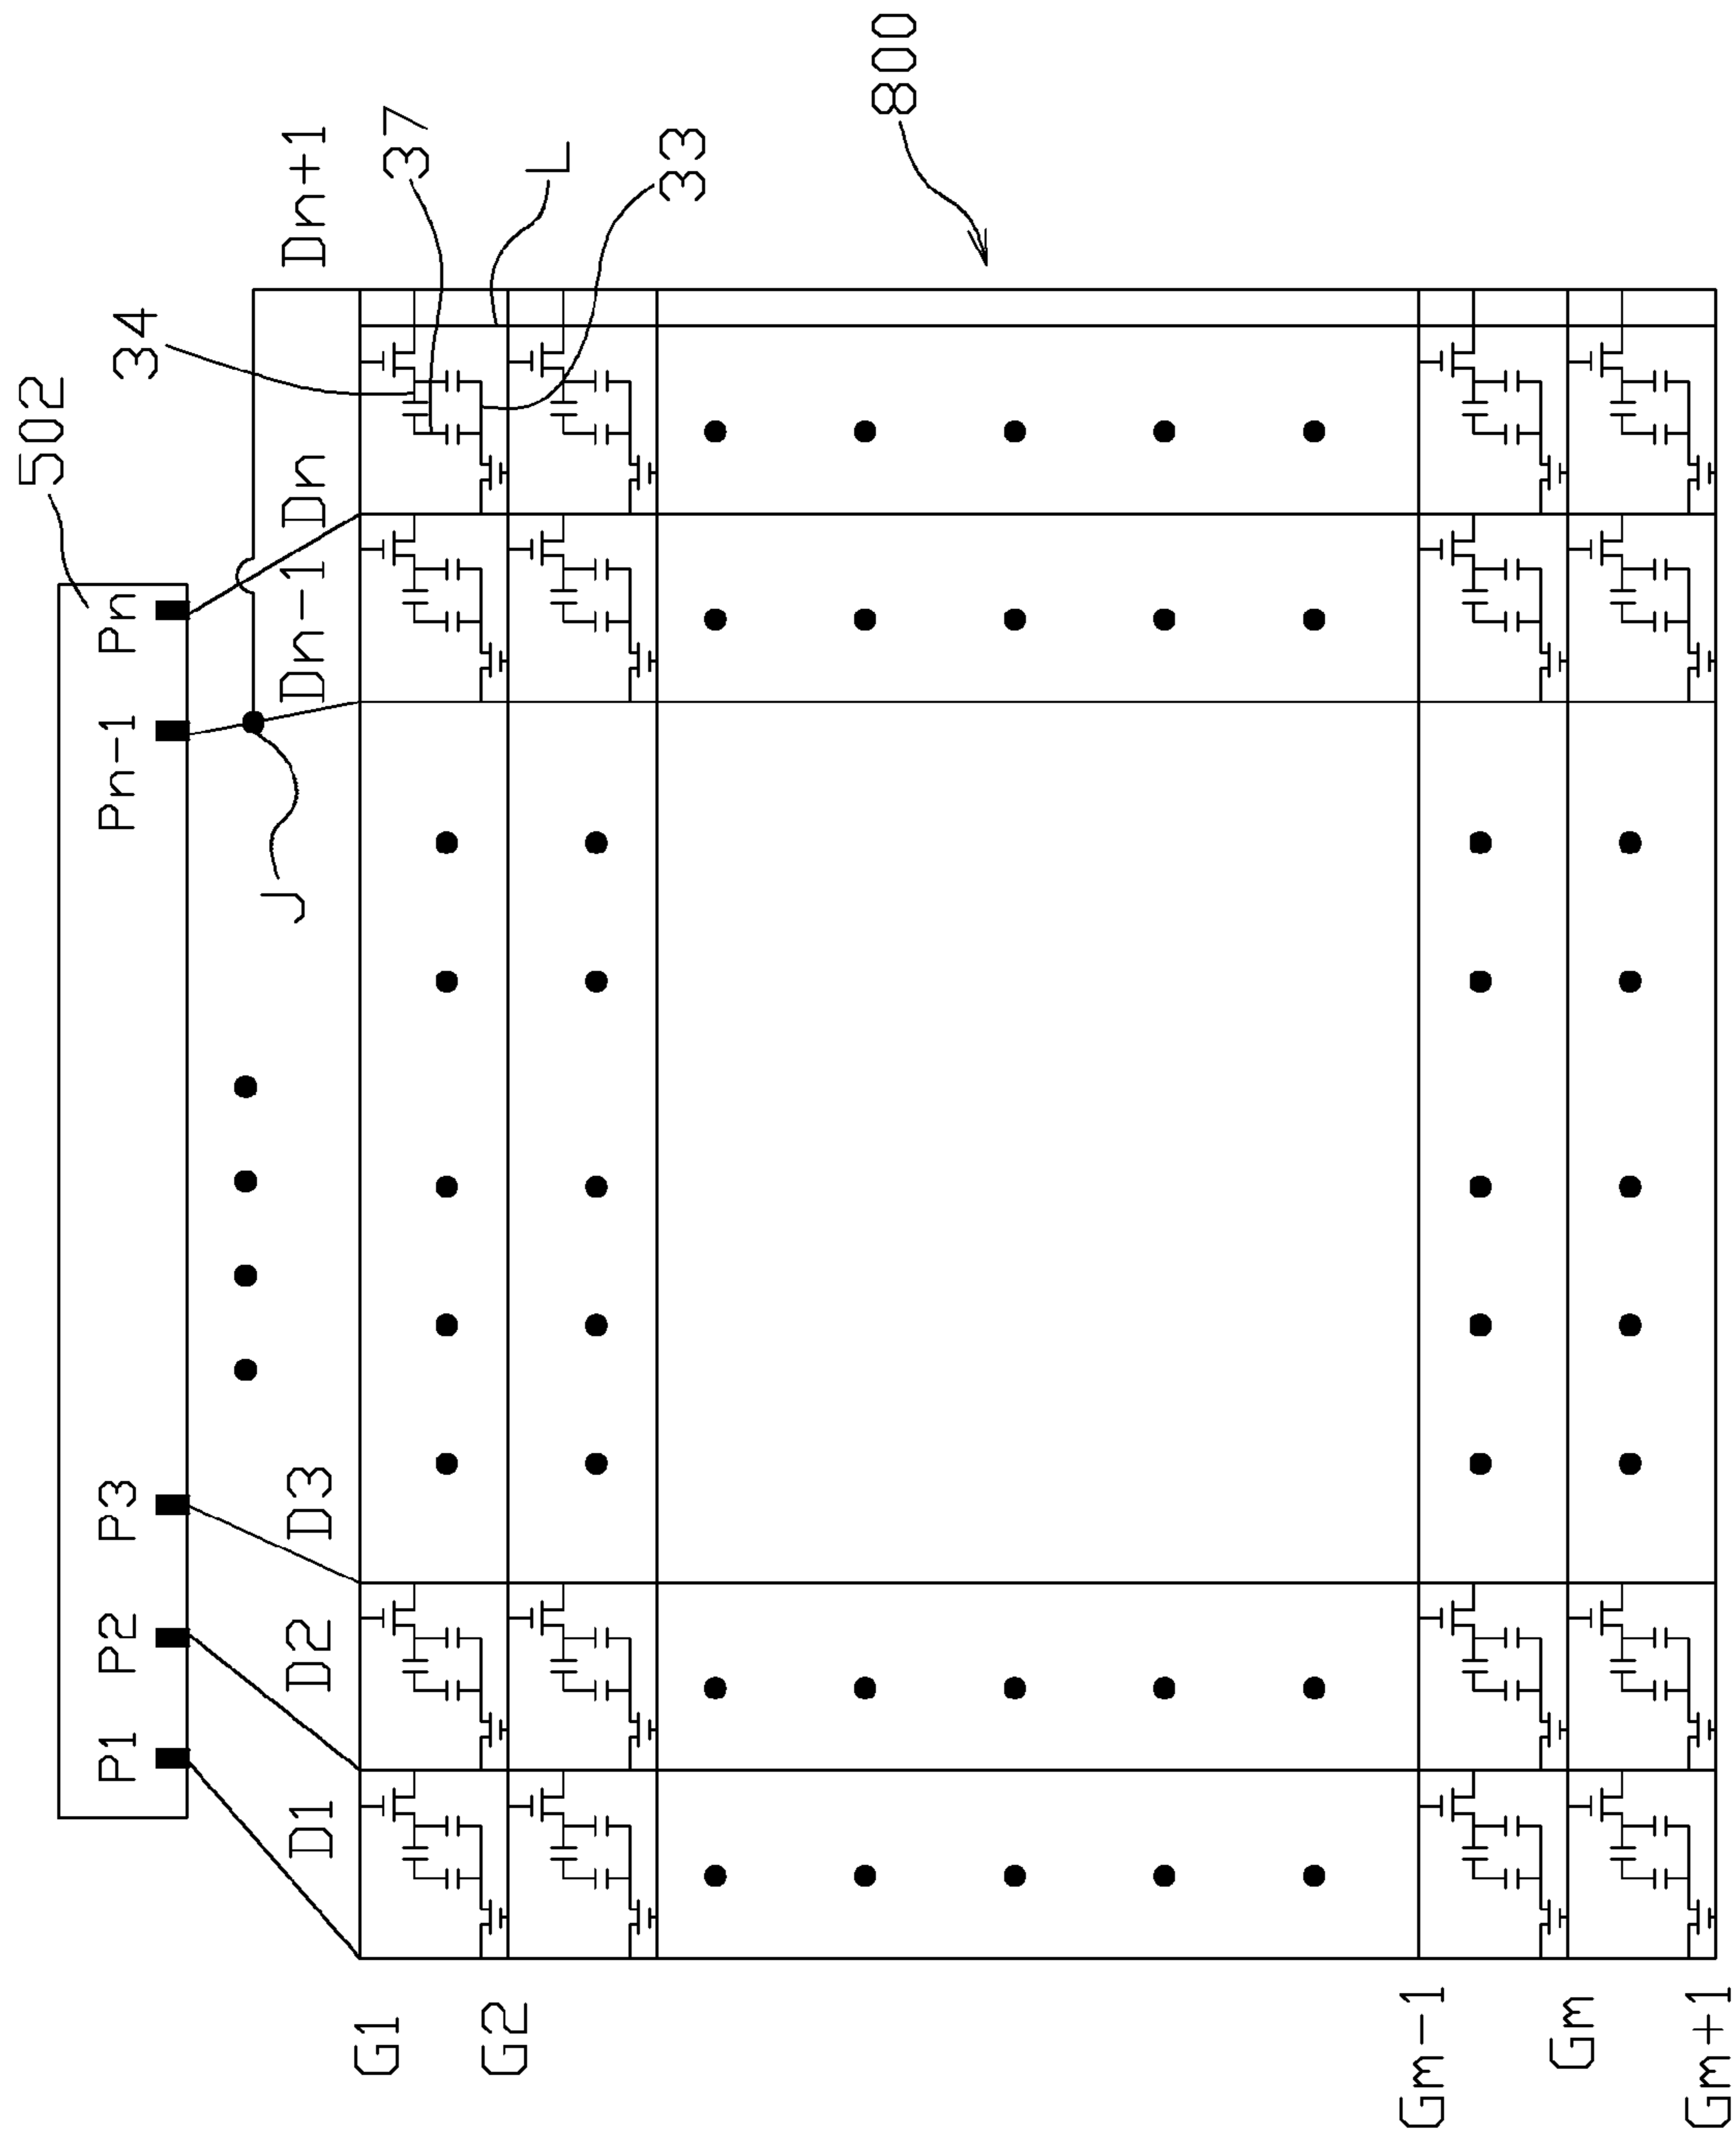 502
P1
P2
P3
Pn-1
Pn
34
J
D1
D2
D3
Dn-1
Dn
Dn+1
37
L
33
800
G1
G2
Gm-1
Gm
Gm+1